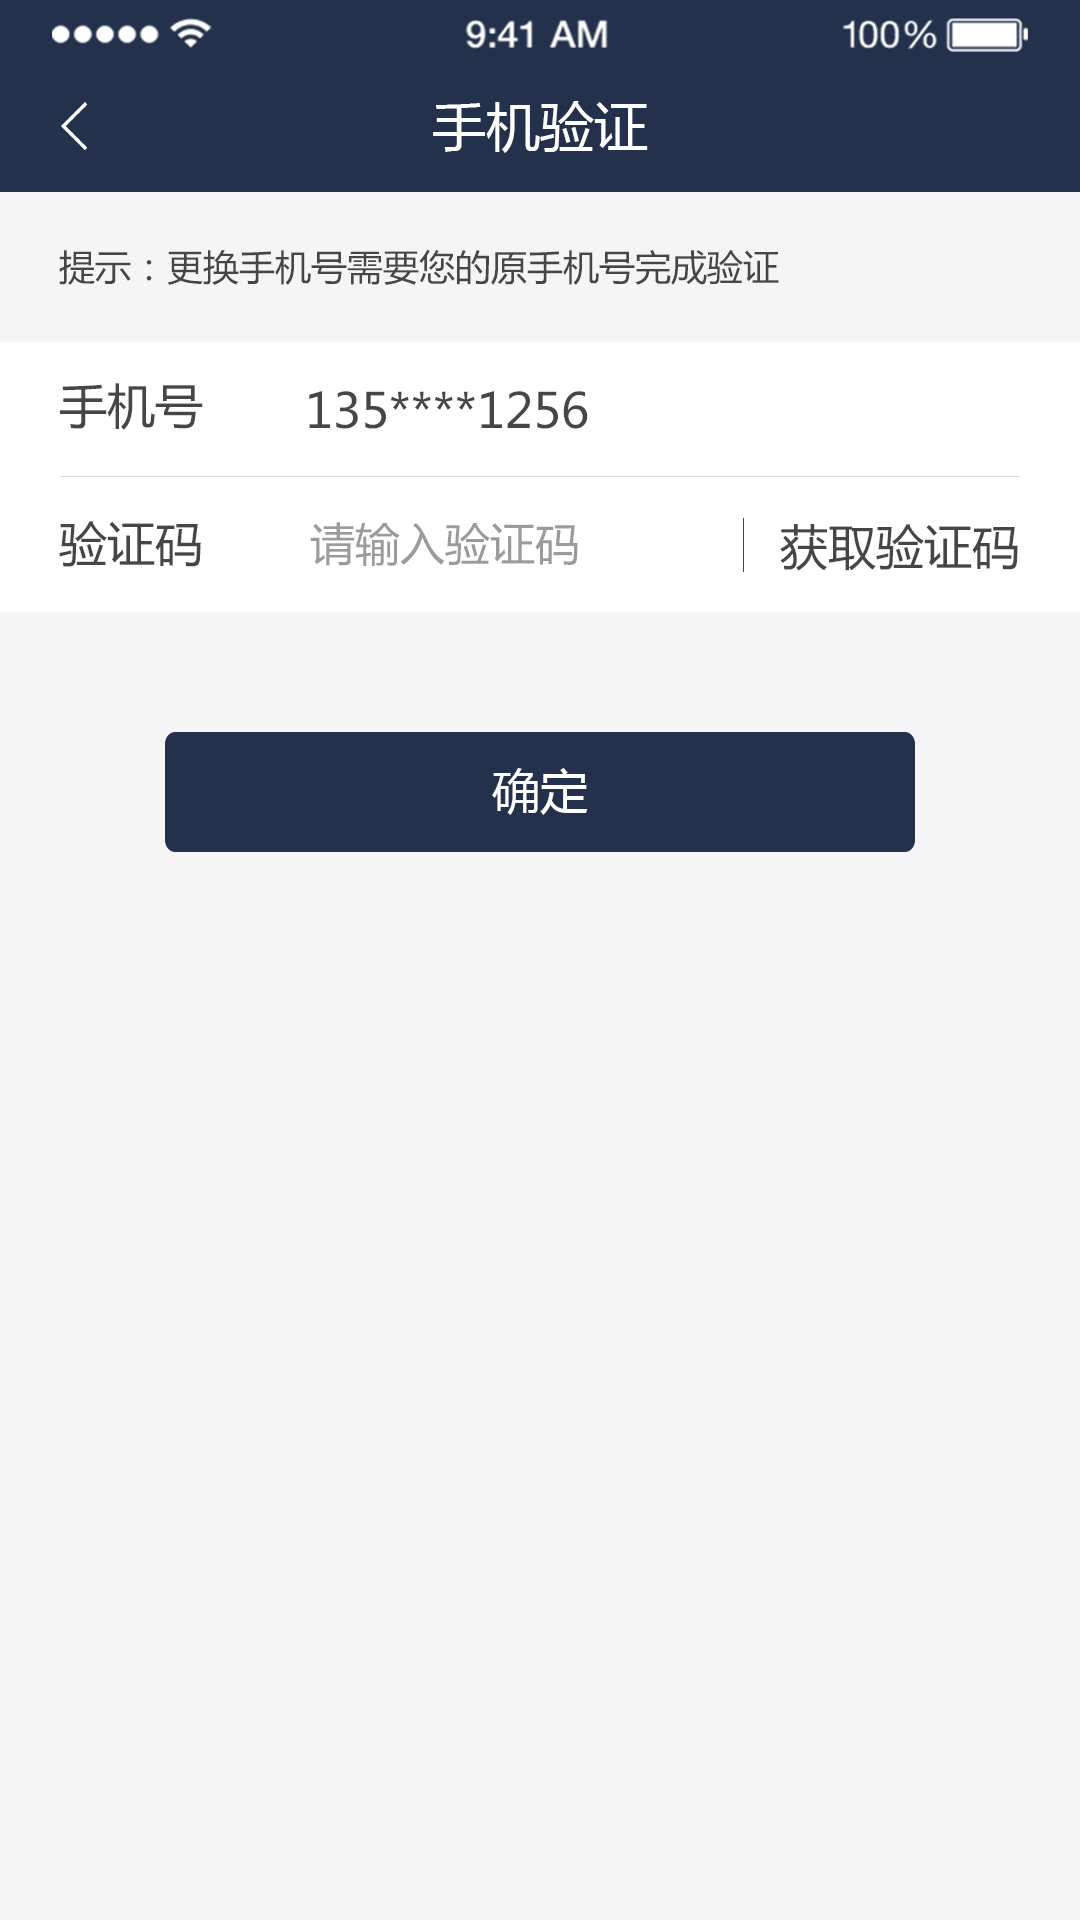 9:41 AM 100%
手机验证
提示：更换手机号需要您的原手机号完成验证
手机号 135****1256
验证码 请输入验证码 获取验证码
确定